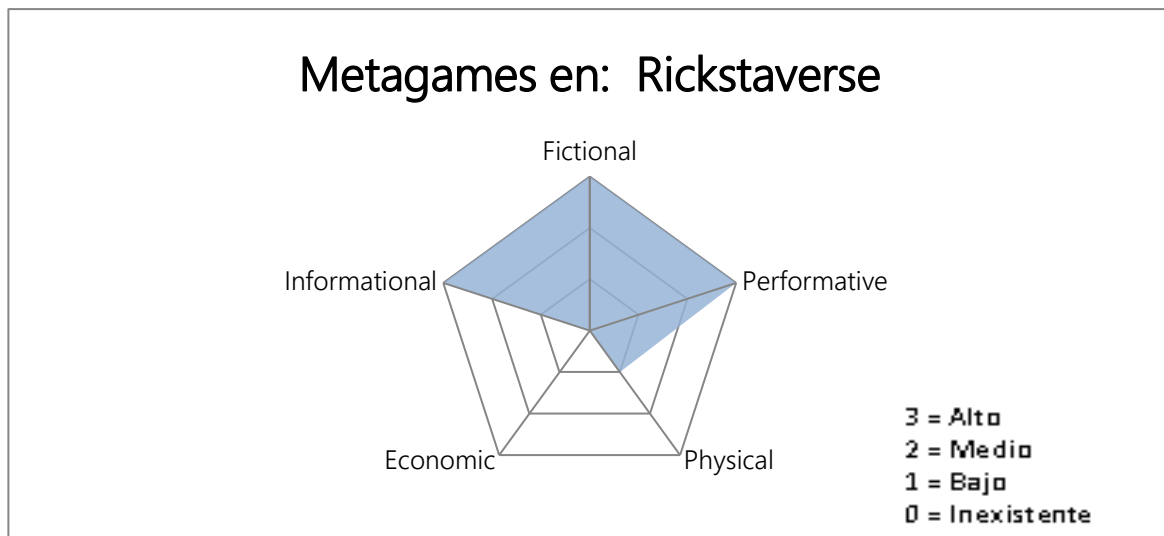 Metagames en: Rickstaverse
Fictional
Informational
Performative
Economic
Physical
3 = Alto
2 = Medio
1 = Bajo
0 = Inexistente